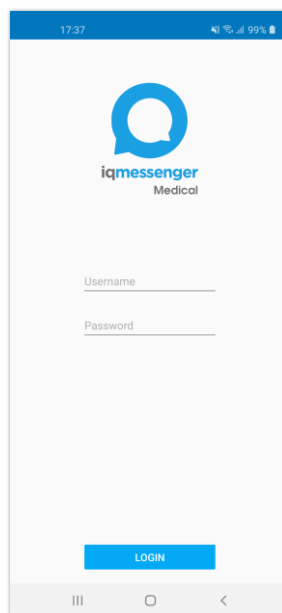 17:37 99%
iqmessenger
Medical
Username
Password
LOGIN